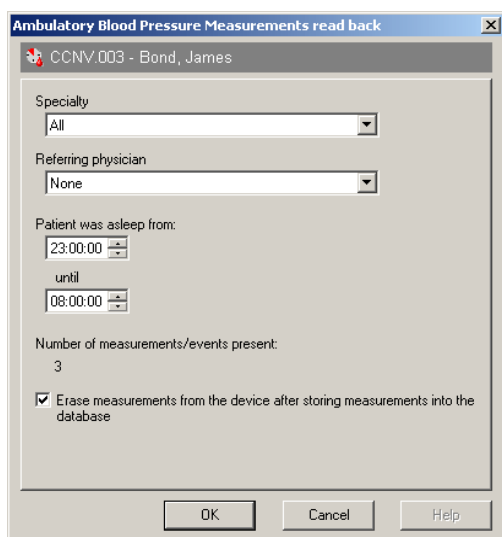 Ambulatory Blood Pressure Measurements read back
CCNV.003 - Bond, James
Specialty
All
Referring physician
None
Patient was asleep from:
23:00:00
until
08:00:00
Number of measurements/events present:
3
Erase measurements from the device after storing measurements into the
database
OK Cancel Help